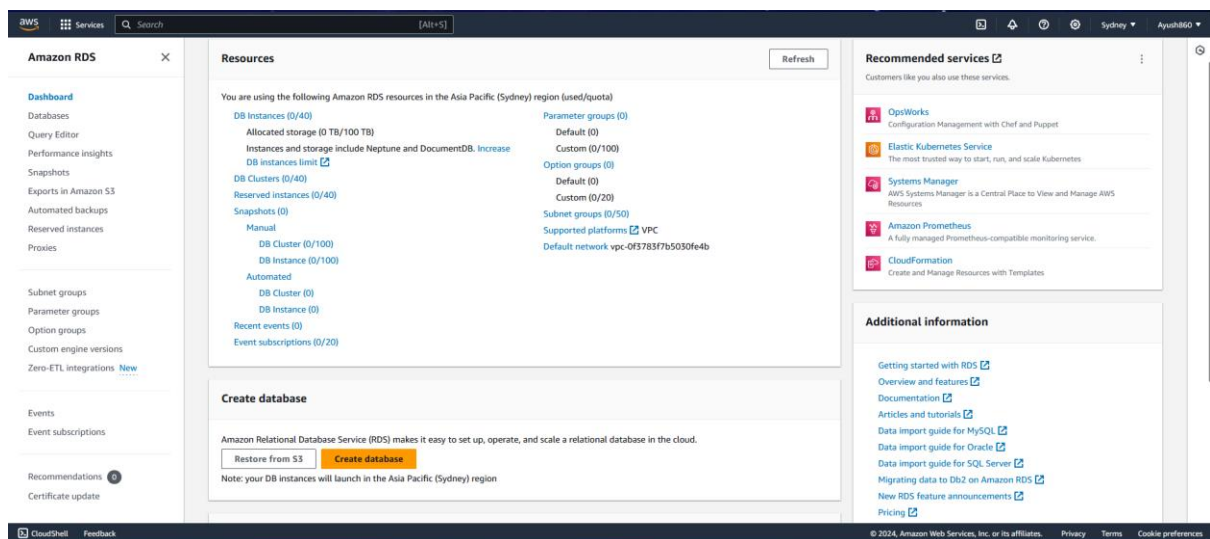 aws Services Search [Alt+S] Sydney Ayush860
Amazon RDS
Dashboard
Databases
Query Editor
Performance insights
Snapshots
Exports in Amazon S3
Automated backups
Reserved instances
Proxies
Subnet groups
Parameter groups
Option groups
Custom engine versions
Zero-ETL integrations New
Events
Event subscriptions
Recommendations 0
Certificate update
Resources
Refresh
You are using the following Amazon RDS resources in the Asia Pacific (Sydney) region (used/quota)
DB Instances (0/40)
Allocated storage (0 TB/100 TB)
Instances and storage include Neptune and DocumentDB. Increase
DB instances limit
DB Clusters (0/40)
Reserved instances (0/40)
Snapshots (0)
Manual
DB Cluster (0/100)
DB Instance (0/100)
Automated
DB Cluster (0)
DB Instance (0)
Recent events (0)
Event subscriptions (0/20)
Parameter groups (0)
Default (0)
Custom (0/100)
Option groups (0)
Default (0)
Custom (0/20)
Subnet groups (0/50)
Supported platforms VPC
Default network vpc-0f3783f7b5030fe4b
Create database
Amazon Relational Database Service (RDS) makes it easy to set up, operate, and scale a relational database in the cloud.
Restore from S3 Create database
Note: your DB instances will launch in the Asia Pacific (Sydney) region
Recommended services
Customers like you also use these services.
OpsWorks
Configuration Management with Chef and Puppet
Elastic Kubernetes Service
The most trusted way to start, run, and scale Kubernetes
Systems Manager
AWS Systems Manager is a Central Place to View and Manage AWS
Resources
Amazon Prometheus
A fully managed Prometheus-compatible monitoring service.
CloudFormation
Create and Manage Resources with Templates
Additional information
Getting started with RDS
Overview and features
Documentation
Articles and tutorials
Data import guide for MySQL
Data import guide for Oracle
Data import guide for SQL Server
Migrating data to Db2 on Amazon RDS
New RDS feature announcements
Pricing
CloudShell Feedback © 2024, Amazon Web Services, Inc. or its affiliates. Privacy Terms Cookie preferences